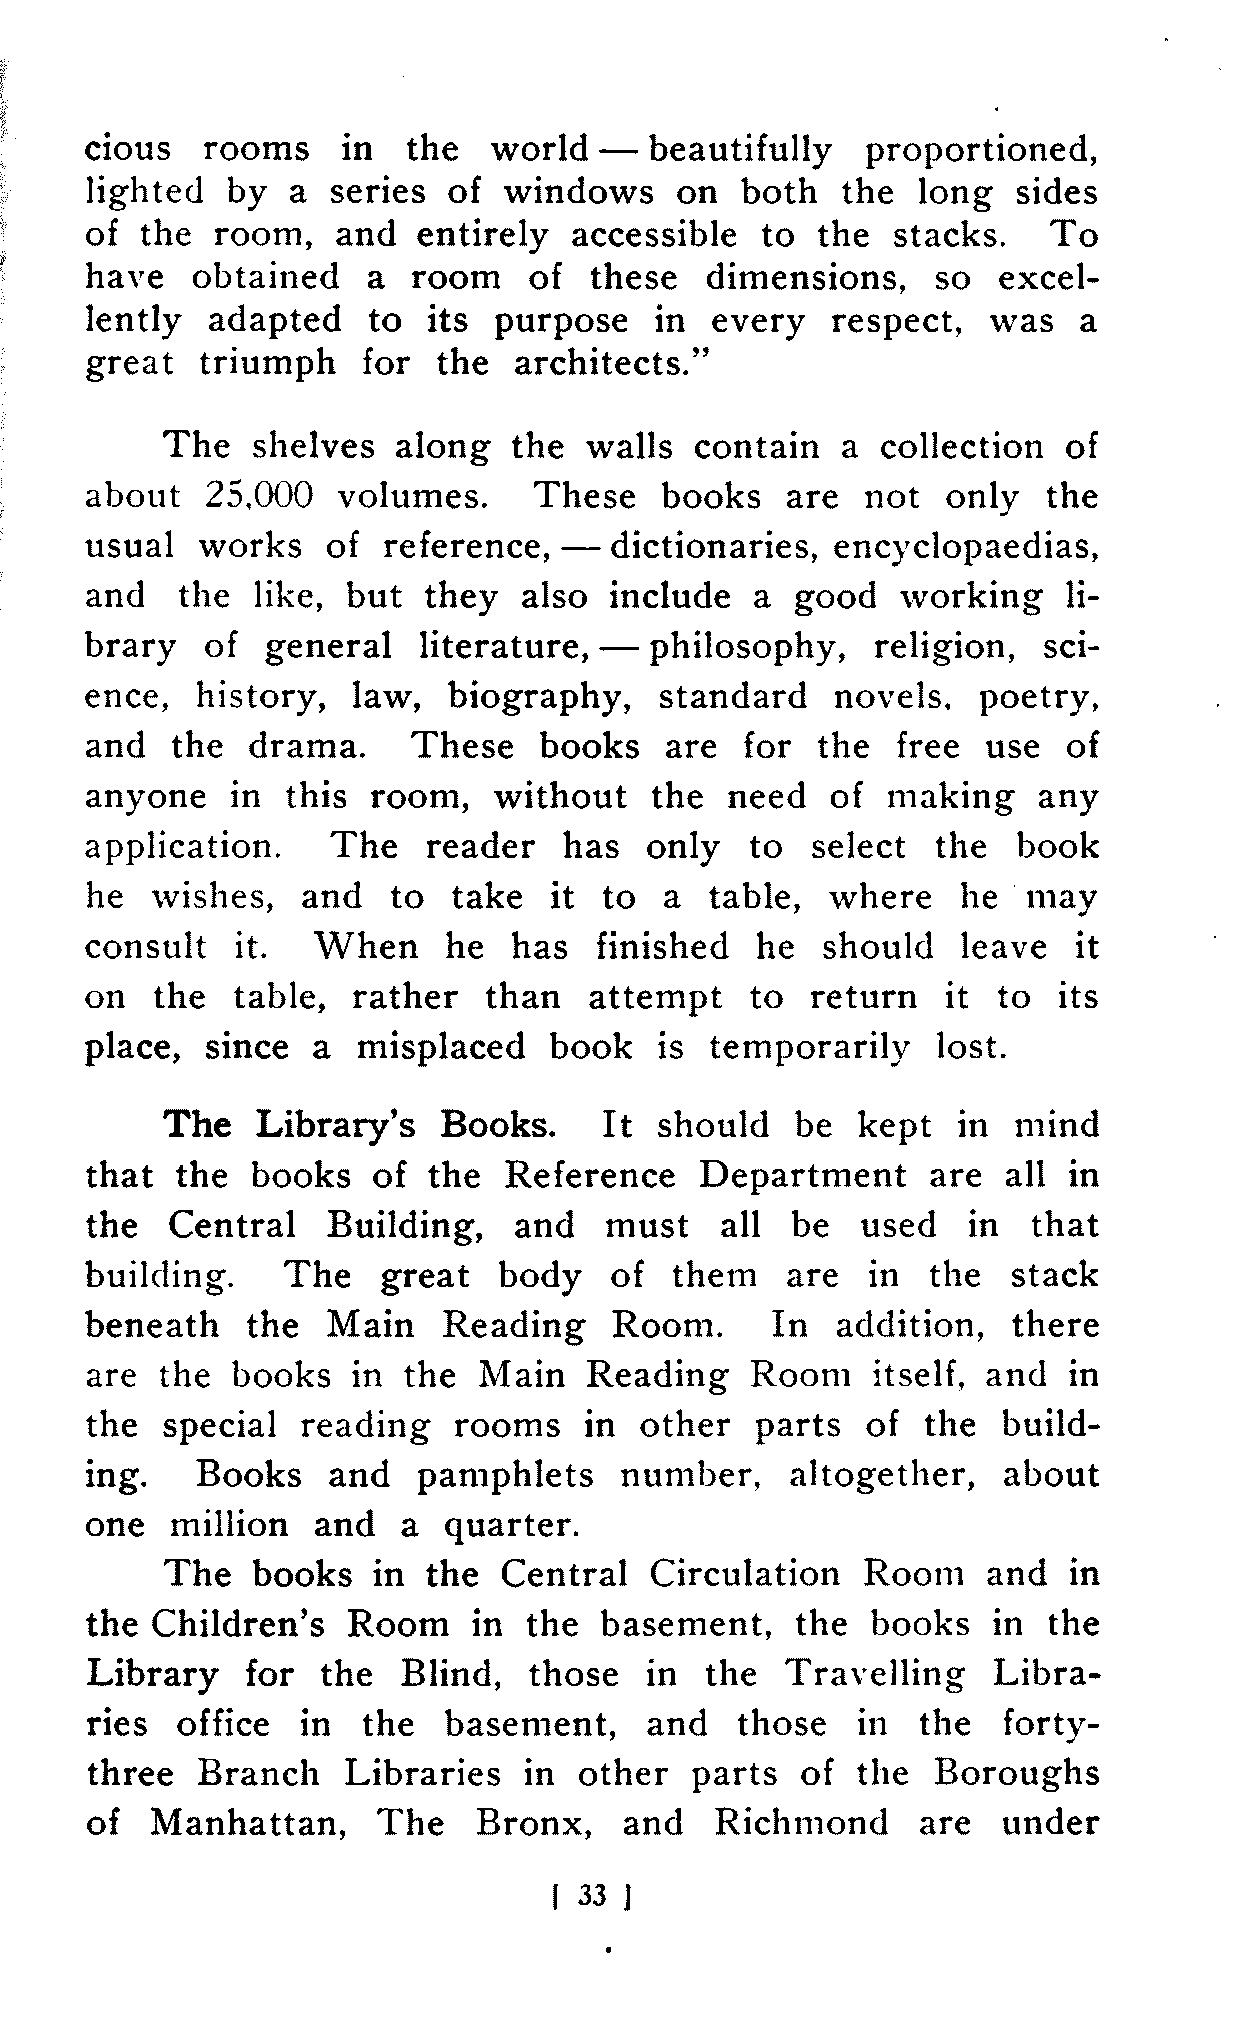 cious rooms in the world — beautifully proportioned,
lighted by a series of windows on both the long sides
of the room, and entirely accessible to the stacks. To
have obtained a room of these dimensions, so excel-
lently adapted to its purpose in every respect, was a
great triumph for the architects."
The shelves along the walls contain a collection of
about 25,000 volumes. These books are not only the
usual works of reference, — dictionaries, encyclopaedias,
and the like, but they also include a good working li-
brary of general literature, — philosophy, religion, sci-
ence, history, law, biography, standard novels, poetry,
and the drama. These books are for the free use of
anyone in this room, without the need of making any
application. The reader has only to select the book
he wishes, and to take it to a table, where he may
consult it. When he has finished he should leave it
on the table, rather than attempt to return it to its
place, since a misplaced book is temporarily lost.
The Library's Books. It should be kept in mind
that the books of the Reference Department are all in
the Central Building, and must all be used in that
building. The great body of them are in the stack
beneath the Main Reading Room. In addition, there
are the books in the Main Reading Room itself, and in
the special reading rooms in other parts of the build-
ing. Books and pamphlets number, altogether, about
one million and a quarter.
The books in the Central Circulation Room and in
the Children's Room in the basement, the books in the
Library for the Blind, those in the Travelling Libra-
ries office in the basement, and those in the forty-
three Branch Libraries in other parts of the Boroughs
of Manhattan, The Bronx, and Richmond are under
[ 33 ]